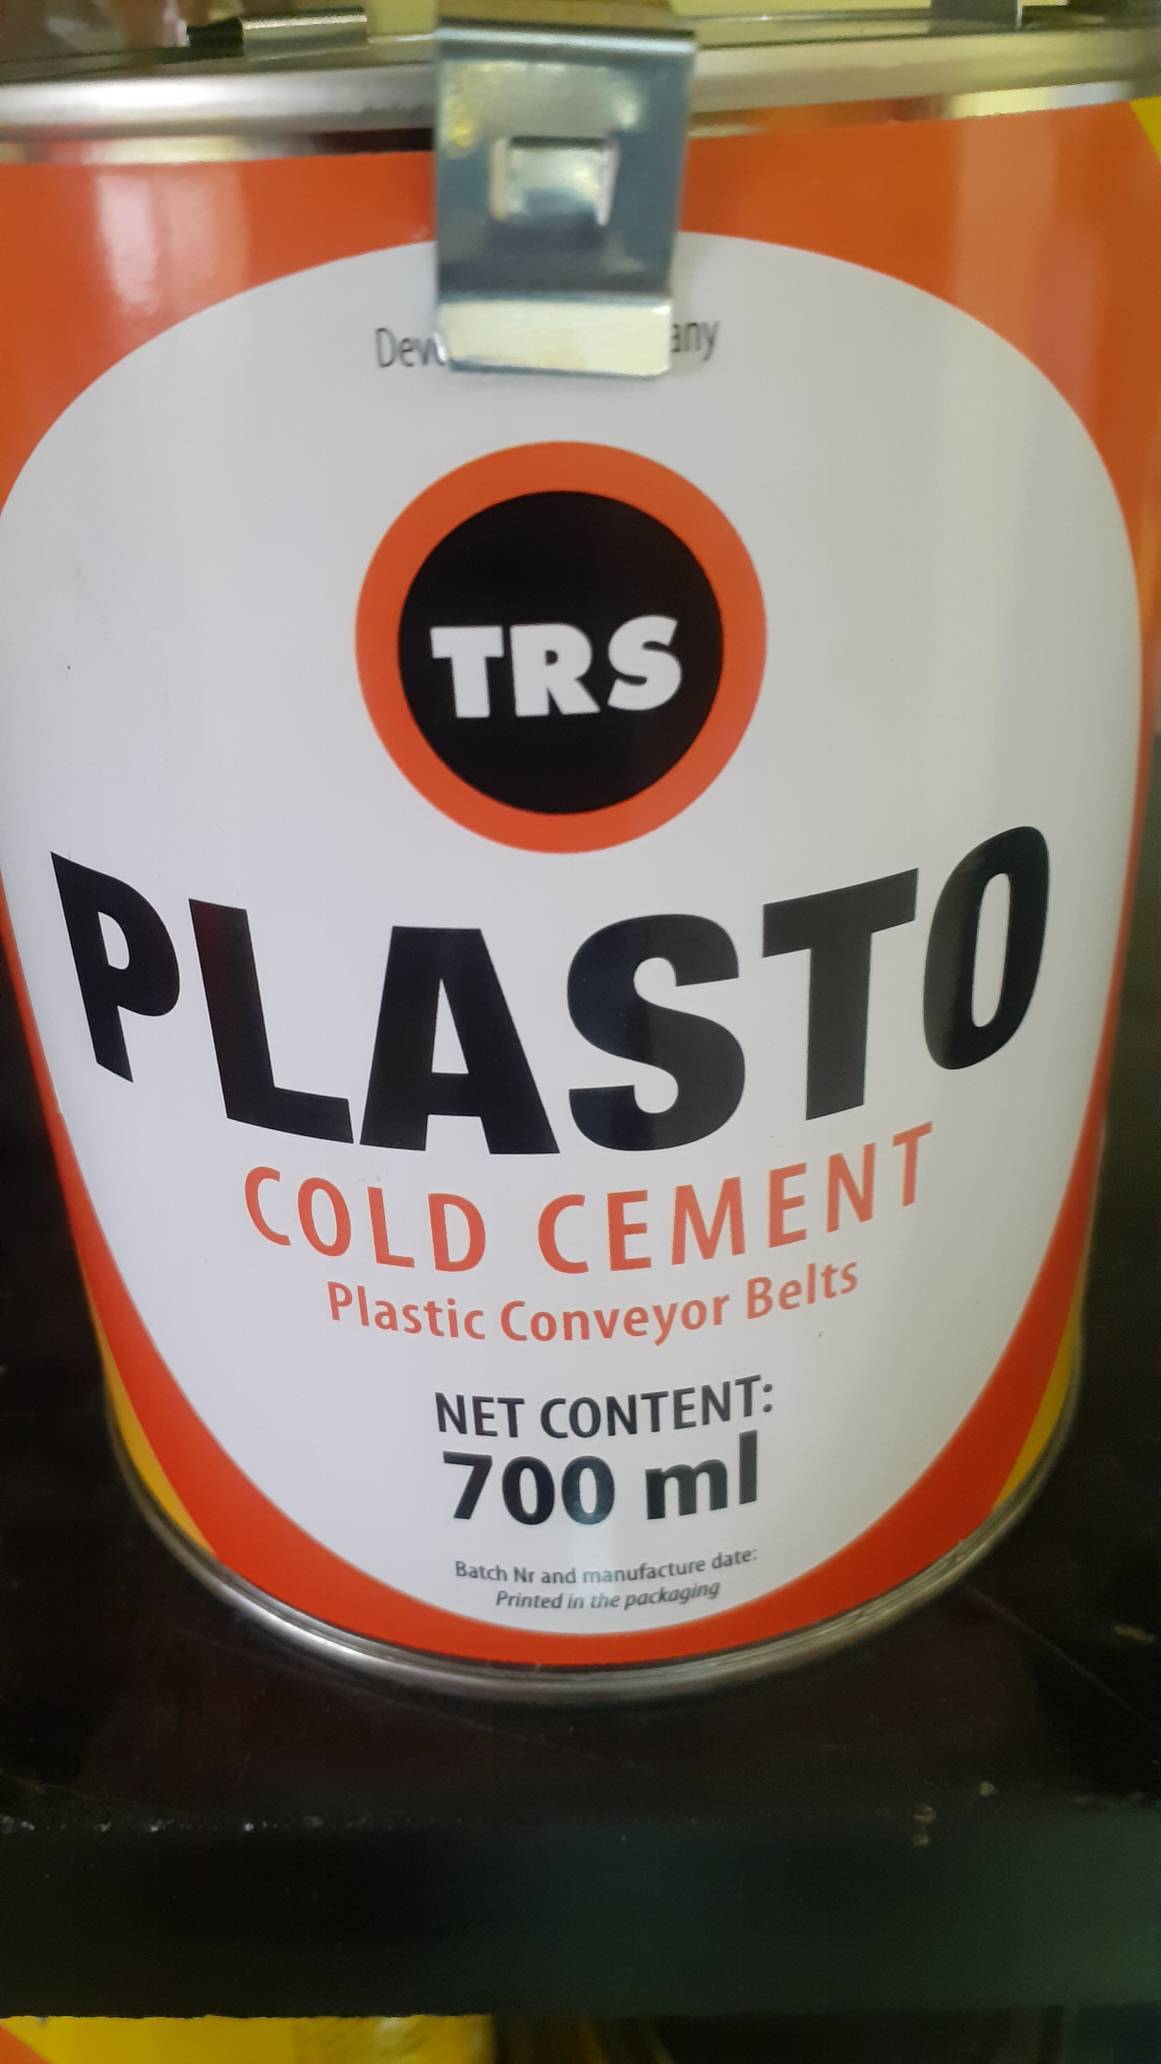 TRS
PLASTO
COLD CEMENT
Plastic Conveyor Belts
NET CONTENT:
700 ml
Batch Nr and manufacture date:
Printed in the packaging